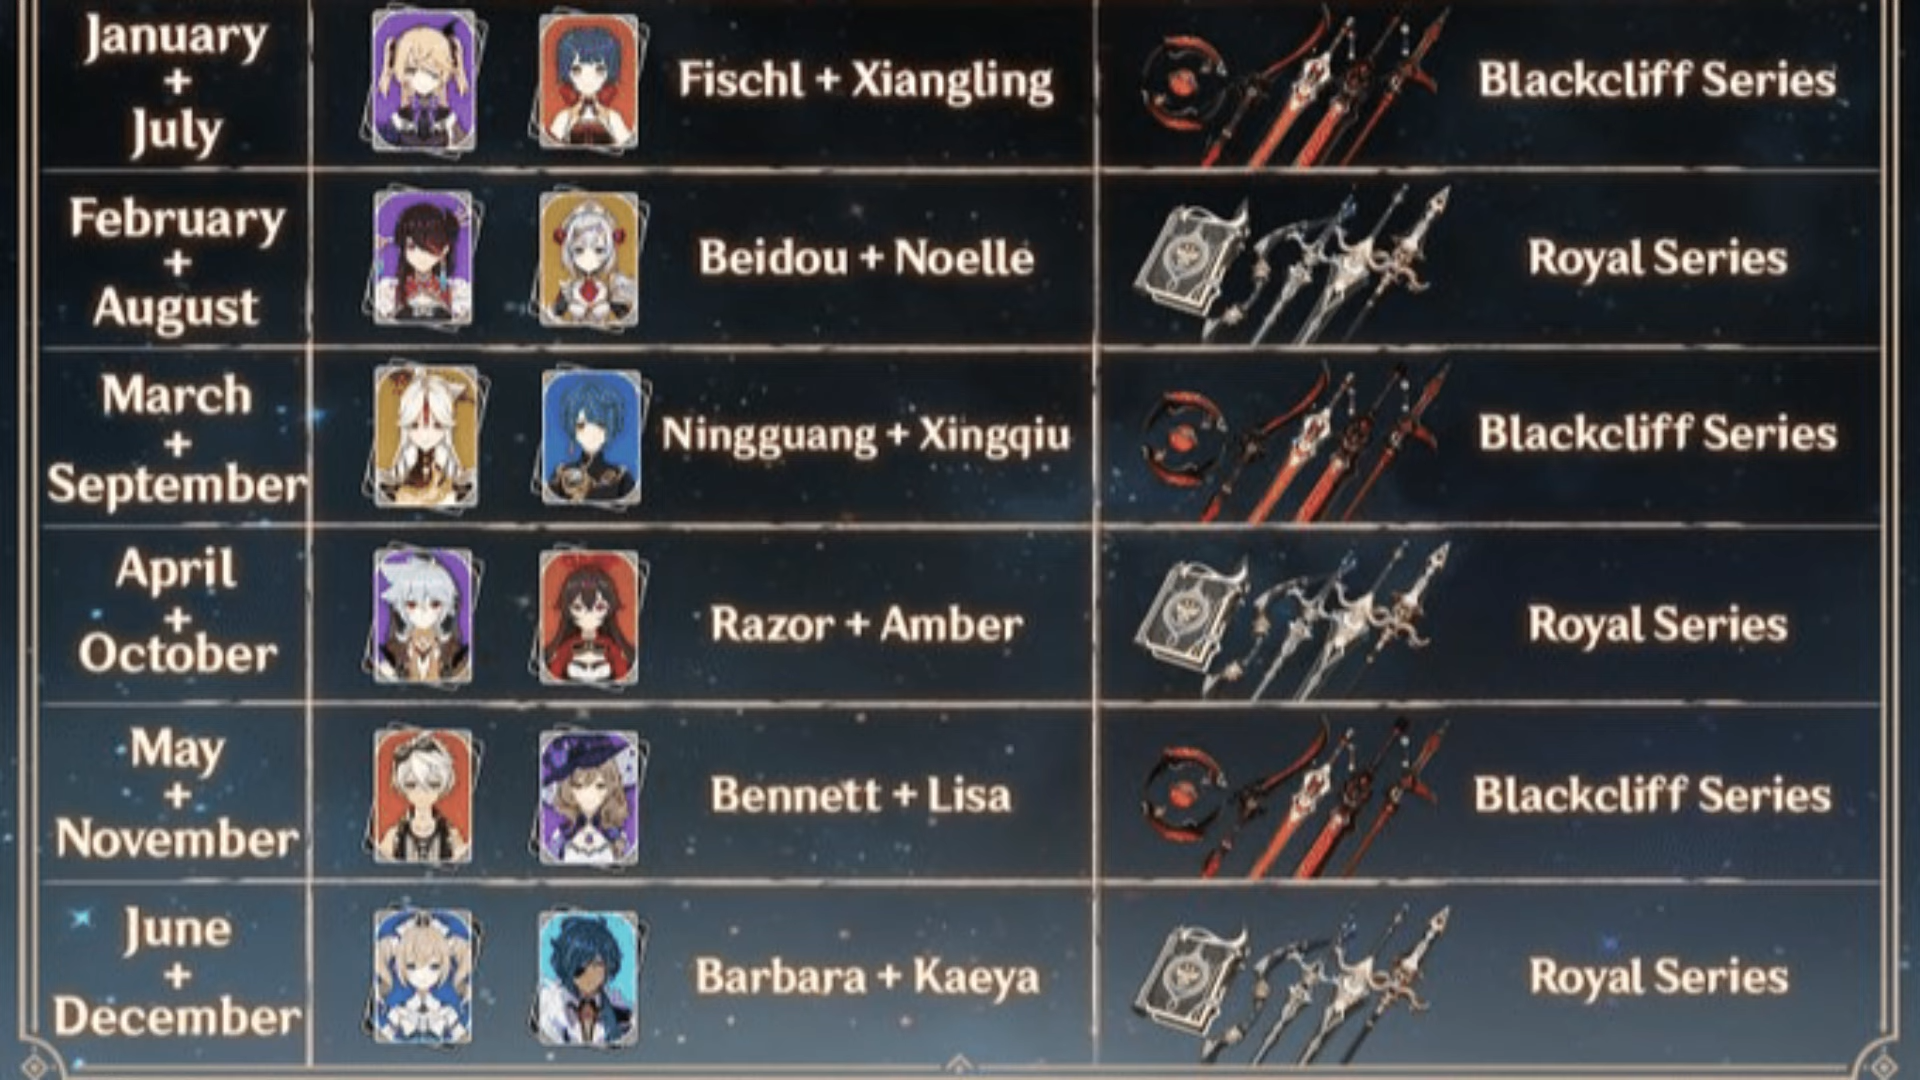 January
+
July
Fischl + Xiangling
Blackcliff Series
February
+
August
Beidou + Noelle
Royal Series
March
+
September
Ningguang + Xingqiu
Blackcliff Series
April
+
October
Razor + Amber
Royal Series
May
+
November
Bennett + Lisa
Blackcliff Series
June
+
December
Barbara + Kaeya
Royal Series